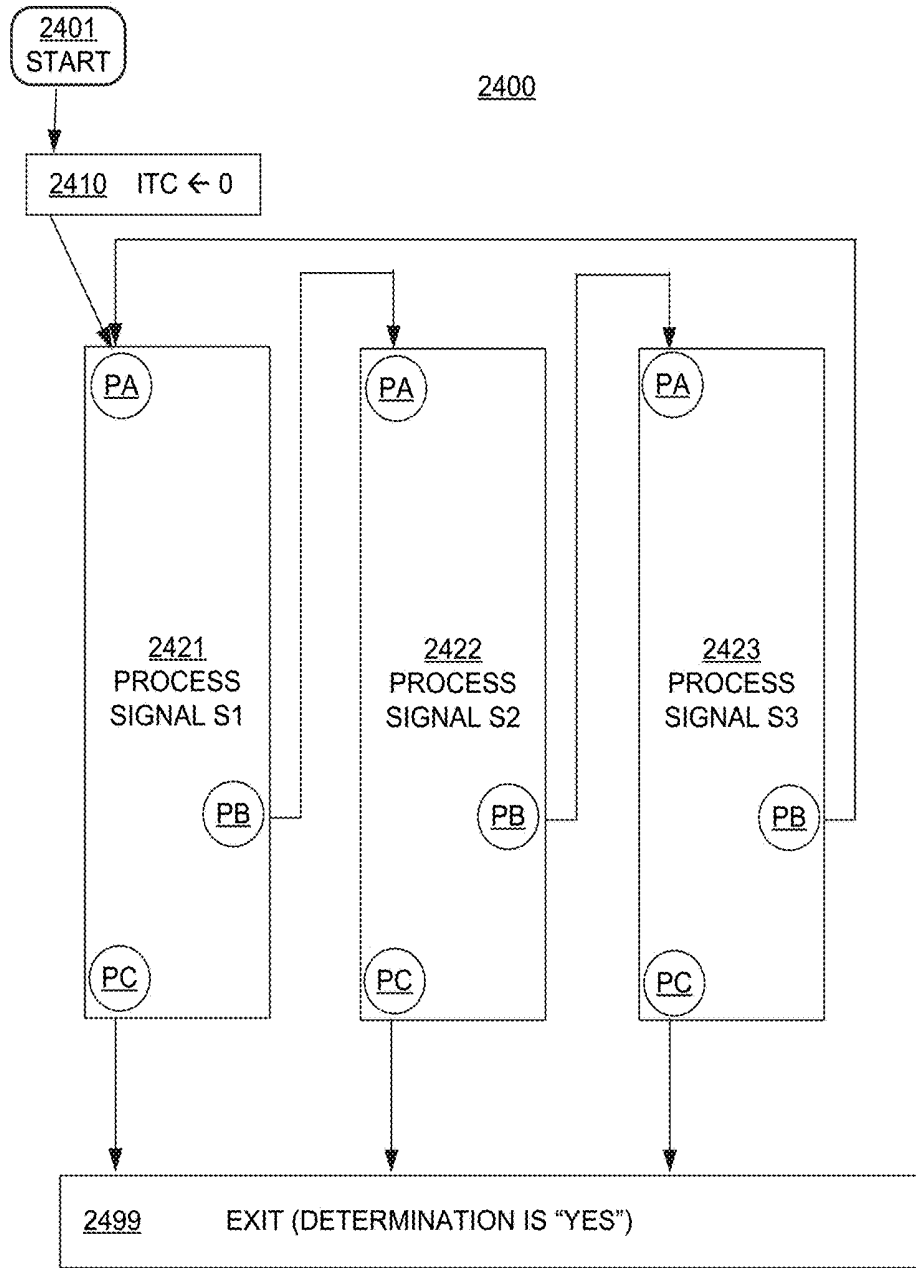 2401
START
2400
2410 ITC ← 0
PA
PA
PA
2421
PROCESS
SIGNAL S1
2422
PROCESS
SIGNAL S2
2423
PROCESS
SIGNAL S3
PB
PB
PB
PC
PC
PC
2499 EXIT (DETERMINATION IS “YES”)